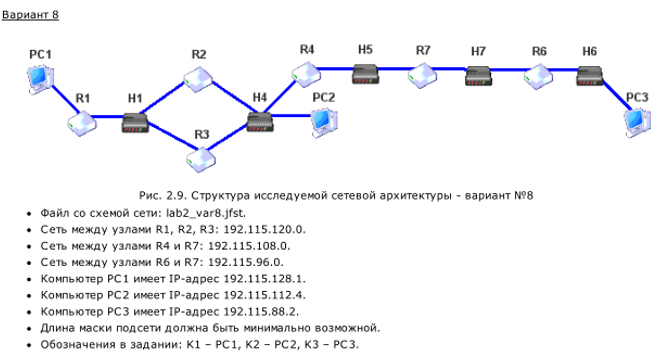 Вариант 8
PC1
R1
H1
R2
R3
H4
R4
PC2
H5
R7
H7
R6
H6
PC3
Рис. 2.9. Структура исследуемой сетевой архитектуры - вариант №8
• Файл со схемой сети: lab2_var8.jfst.
• Сеть между узлами R1, R2, R3: 192.115.120.0.
• Сеть между узлами R4 и R7: 192.115.108.0.
• Сеть между узлами R6 и R7: 192.115.96.0.
• Компьютер PC1 имеет IP-адрес 192.115.128.1.
• Компьютер PC2 имеет IP-адрес 192.115.112.4.
• Компьютер PC3 имеет IP-адрес 192.115.88.2.
• Длина маски подсети должна быть минимально возможной.
• Обозначения в задании: K1 – PC1, K2 – PC2, K3 – PC3.